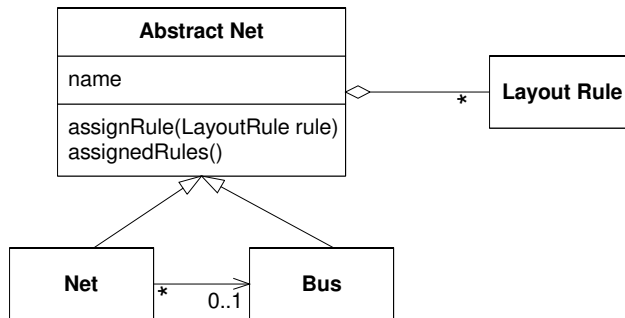 Abstract Net
name
* Layout Rule
assignRule(LayoutRule rule)
assignedRules()
Net * 0..1 Bus